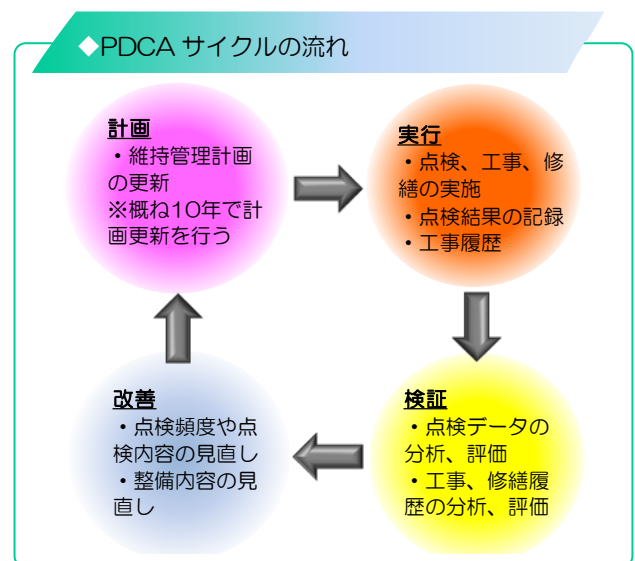 ◆PDCA サイクルの流れ
計画
・維持管理計画
の更新
※概ね10年で計
画更新を行う
実行
・点検、工事、修
繕の実施
・点検結果の記録
・工事履歴
検証
・点検データの
分析、評価
・工事、修繕履
歴の分析、評価
改善
・点検頻度や点
検内容の見直し
・整備内容の見
直し